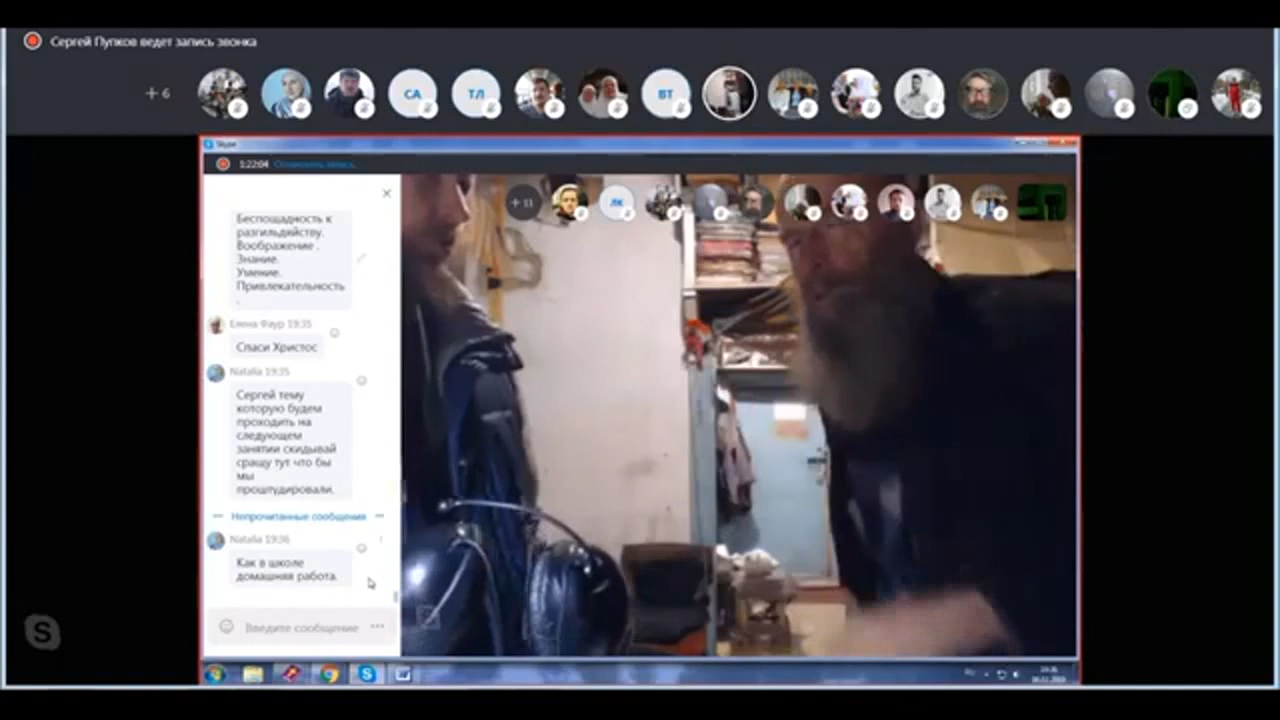 Сергей Пупков ведет запись звонка
+6
СА
ТЛ
ВТ
Skype
1:22:04
+11
ЛК
Беспощадность к
разгильдяйству.
Воображение .
Знание.
Умение.
Привлекательность
.
Елена Фаур 19:35
Спаси Христос
Natalia 19:35
Сергей тему
которую будем
проходить на
следующем
занятии скидывай
сращу тут что бы
мы
проштудировали.
Непрочитанные сообщения
Natalia 19:36
Как в школе
домашняя работа.
Введите сообщение
S